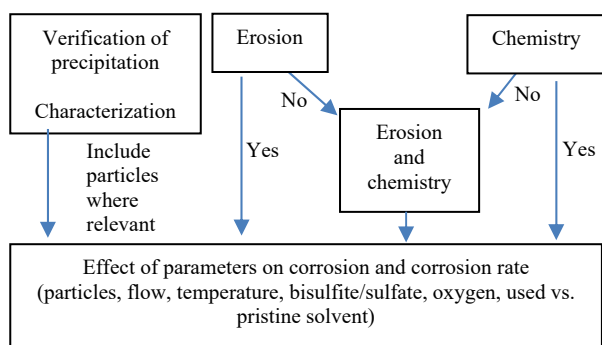 Verification of
precipitation
Characterization
Erosion
Chemistry
No
No
Erosion
and
chemistry
Include
particles
where
relevant
Yes
Yes
Effect of parameters on corrosion and corrosion rate
(particles, flow, temperature, bisulfite/sulfate, oxygen, used vs.
pristine solvent)